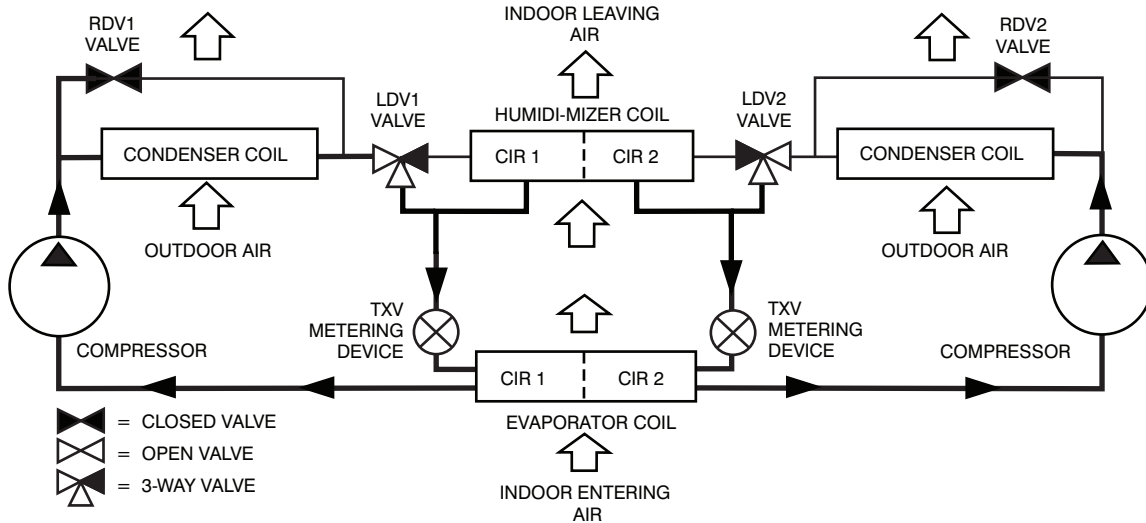 RDV1
VALVE
INDOOR LEAVING
AIR
RDV2
VALVE
LDV1
VALVE
HUMIDI-MIZER COIL
LDV2
VALVE
CONDENSER COIL
CIR 1
CIR 2
CONDENSER COIL
OUTDOOR AIR
OUTDOOR AIR
TXV
METERING
DEVICE
TXV
METERING
DEVICE
COMPRESSOR
COMPRESSOR
CIR 1
CIR 2
EVAPORATOR COIL
= CLOSED VALVE
= OPEN VALVE
= 3-WAY VALVE
INDOOR ENTERING
AIR